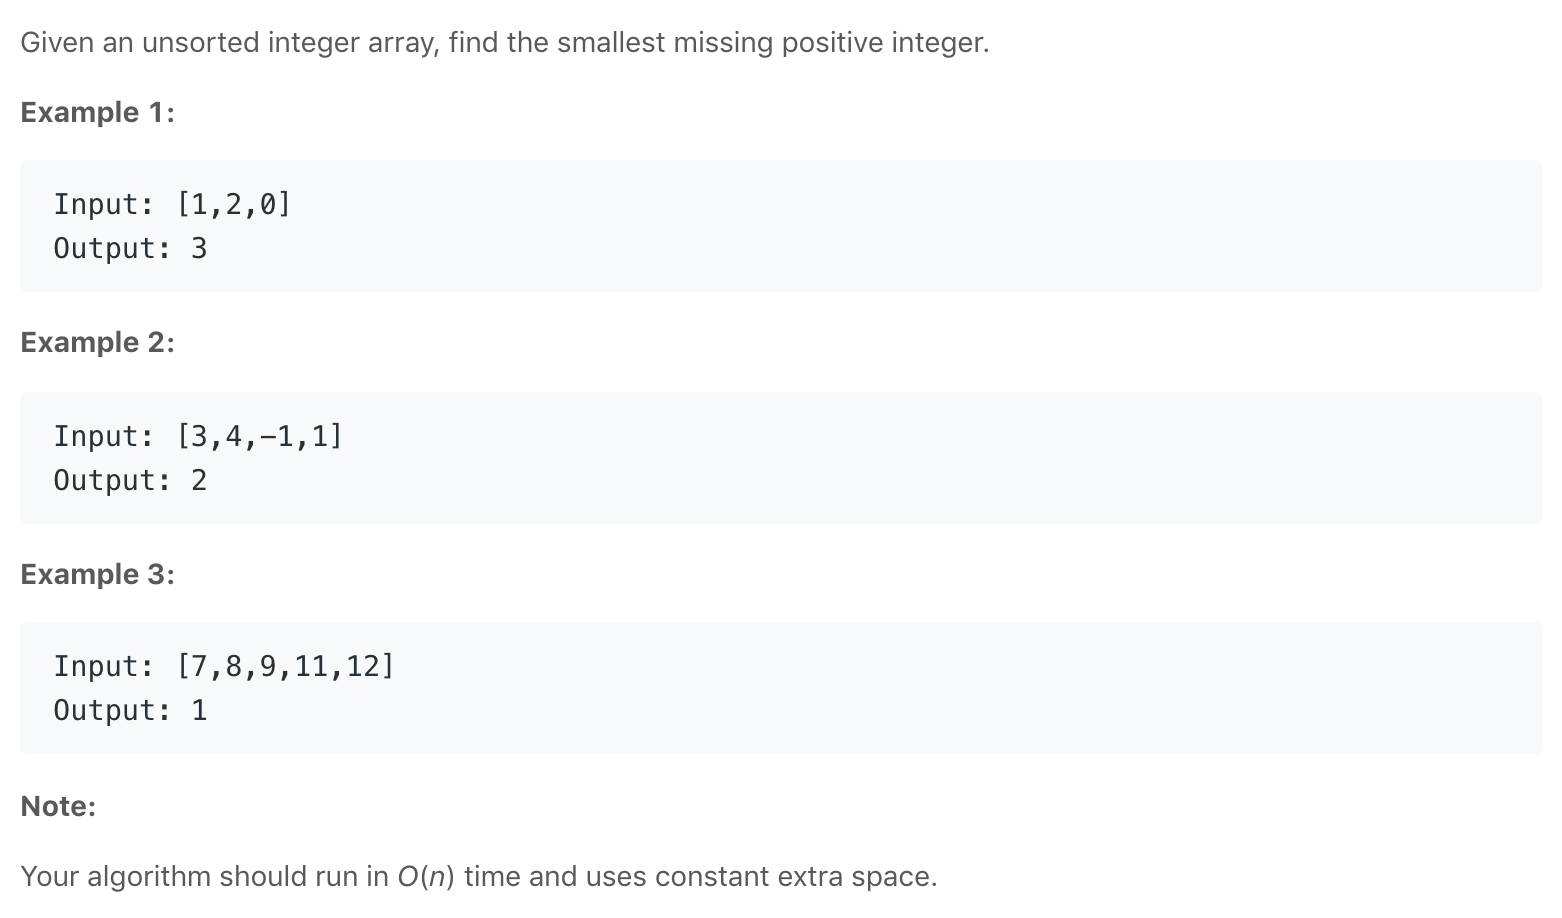 Given an unsorted integer array, find the smallest missing positive integer.
Example 1:
Input: [1,2,0]
Output: 3
Example 2:
Input: [3,4,−1,1]
Output: 2
Example 3:
Input: [7,8,9,11,12]
Output: 1
Note:
Your algorithm should run in O(n) time and uses constant extra space.